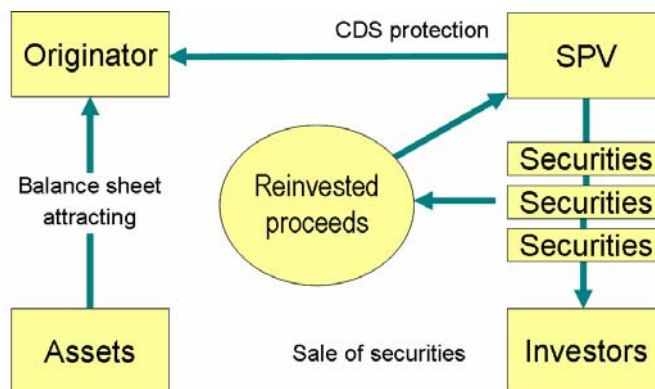 CDS protection
Originator
SPV
Securities
Balance sheet
attracting
Reinvested
proceeds
Securities
Securities
Assets
Sale of securities
Investors